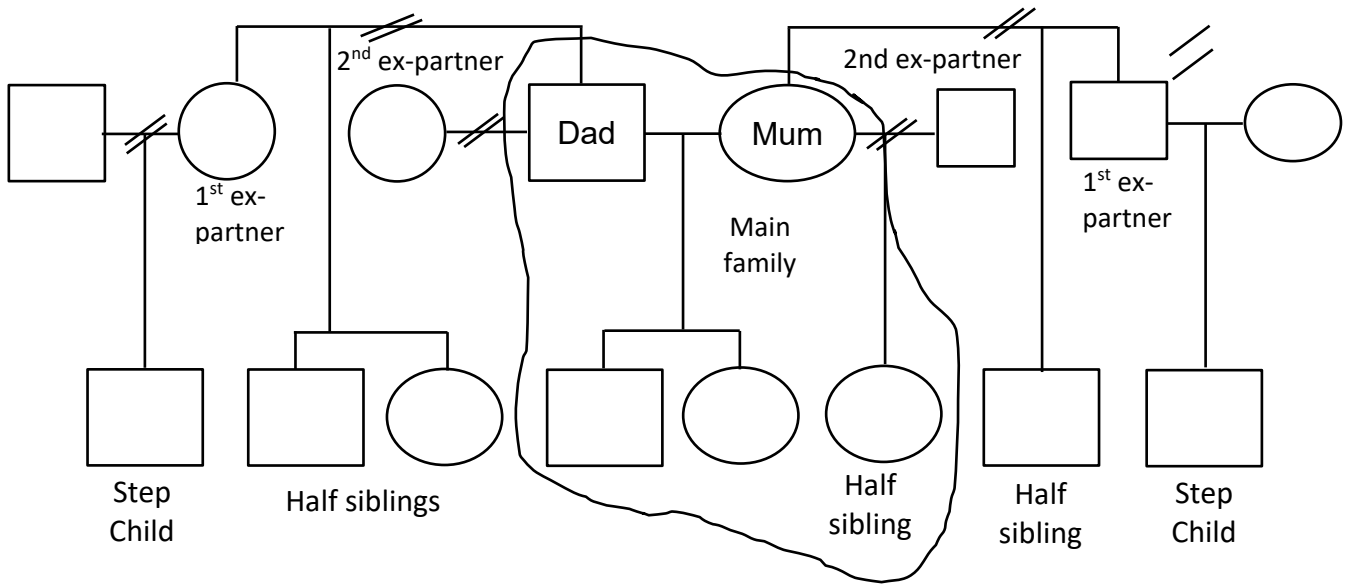 2nd ex-partner
2nd ex-partner
Dad
Mum
1st ex-
partner
1st ex-
partner
Main
family
Step
Child
Half siblings
Half
sibling
Half
sibling
Step
Child